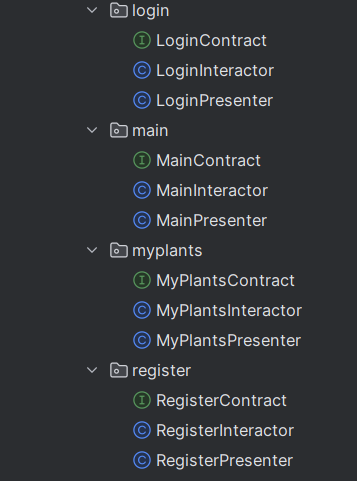 login
I LoginContract
C LoginInteractor
C LoginPresenter
main
I MainContract
C MainInteractor
C MainPresenter
myplants
I MyPlantsContract
C MyPlantsInteractor
C MyPlantsPresenter
register
I RegisterContract
C RegisterInteractor
C RegisterPresenter